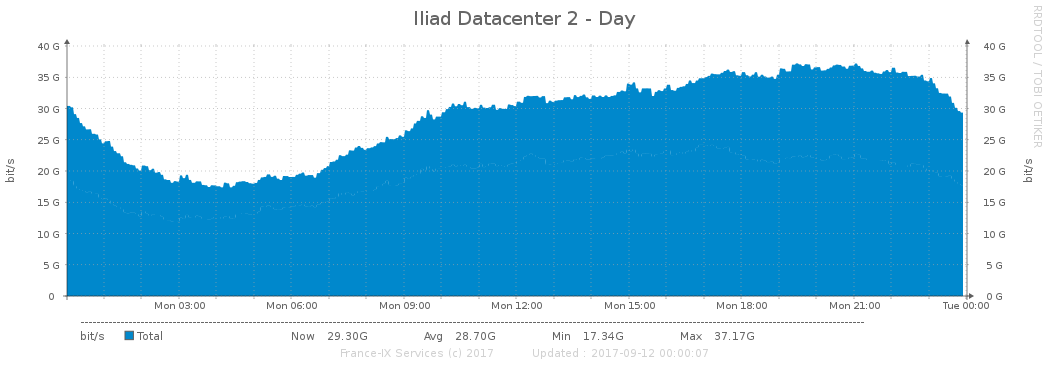 Iliad Datacenter 2 - Day
RRDTOOL / TOBI OETIKER
bit/s
40 G
35 G
30 G
25 G
20 G
15 G
10 G
5 G
0
40 G
35 G
30 G
25 G
20 G
15 G
10 G
5 G
0 G
bit/s
Mon 03:00 Mon 06:00 Mon 09:00 Mon 12:00 Mon 15:00 Mon 18:00 Mon 21:00 Tue 00:00
bit/s Total Now 29.30G Avg 28.70G Min 17.34G Max 37.17G
France-IX Services (c) 2017 Updated : 2017-09-12 00:00:07